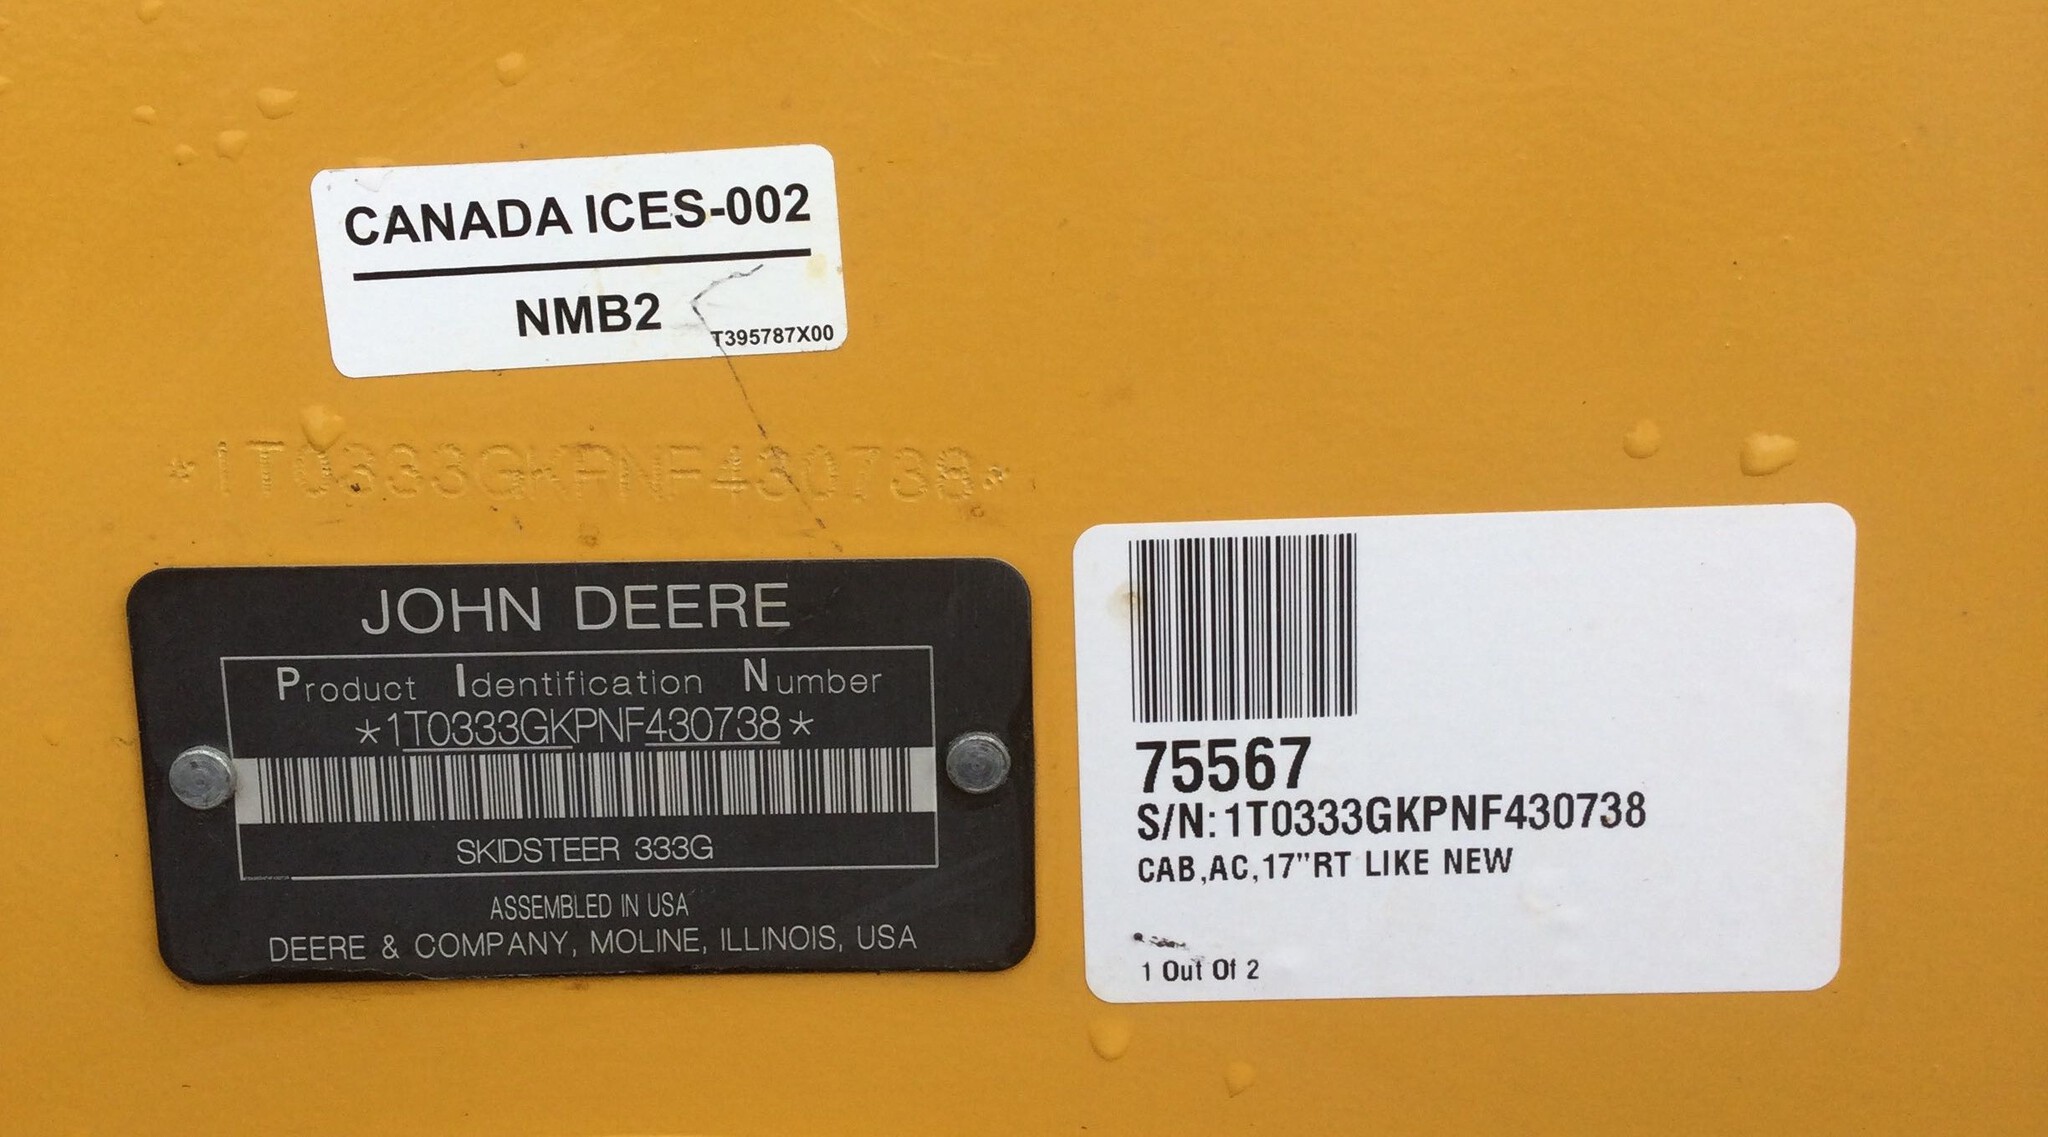 CANADA ICES-002
NMB2
T395787X00
*1T0333GKPNF430738*
JOHN DEERE
Product Identification Number
*1T0333GKPNF430738*
SKIDSTEER 333G
ASSEMBLED IN USA
DEERE & COMPANY, MOLINE, ILLINOIS, USA
75567
S/N:1T0333GKPNF430738
CAB,AC,17"RT LIKE NEW
1 Out Of 2